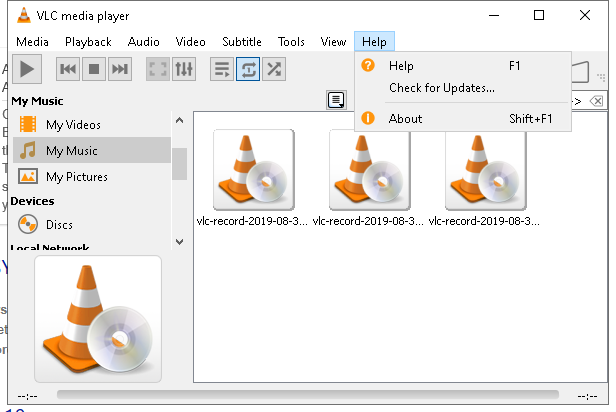 VLC media player
Media Playback Audio Video Subtitle Tools View Help
Help F1
Check for Updates...
About Shift+F1
My Music
My Videos
My Music
My Pictures
Devices
Discs
Local Network
vlc-record-2019-08-3... vlc-record-2019-08-3... vlc-record-2019-08-3...
--:-- --:--